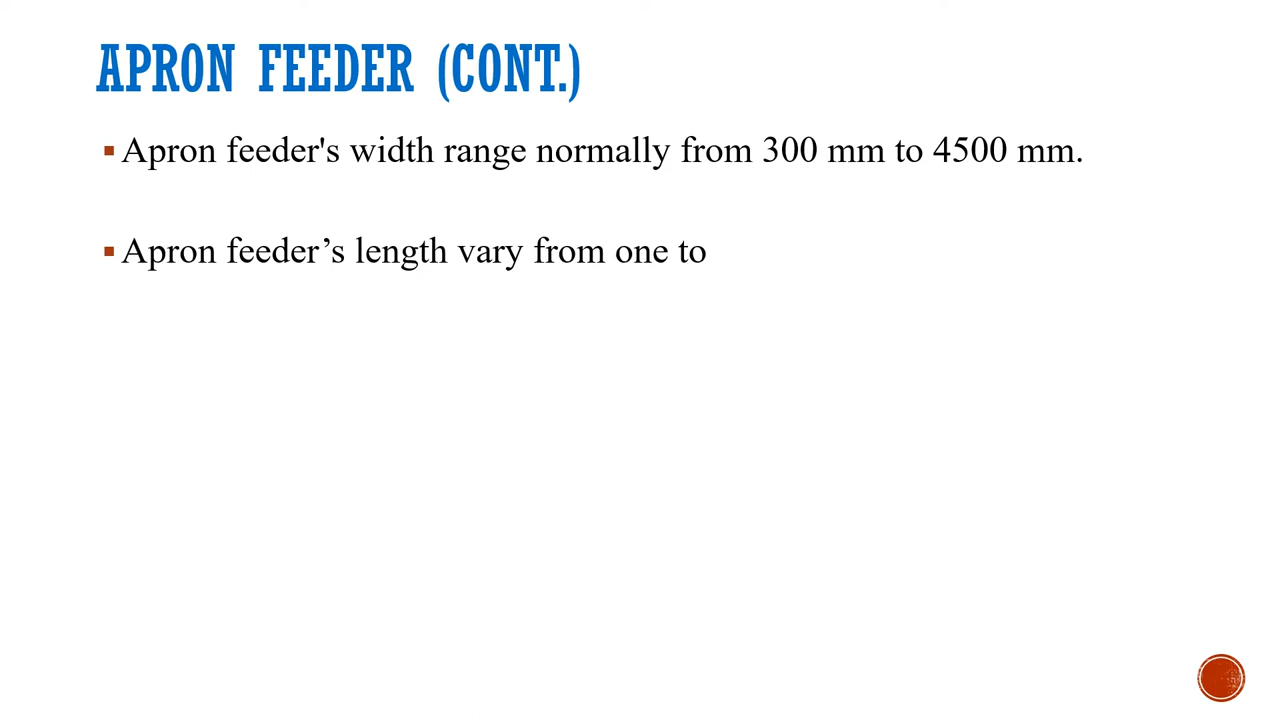 APRON FEEDER (CONT.)
Apron feeder's width range normally from 300 mm to 4500 mm.
Apron feeder’s length vary from one to